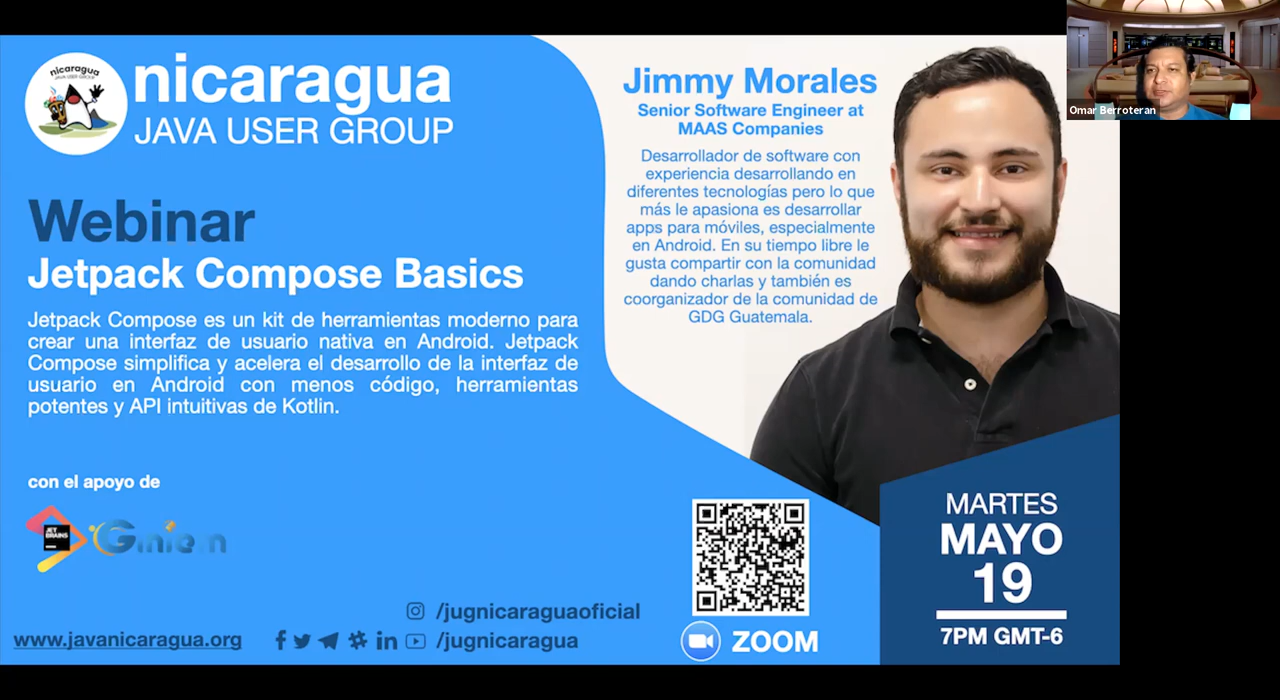 nicaragua
JAVA USER GROUP
nicaragua
JAVA USER GROUP
Webinar
Jetpack Compose Basics
Jetpack Compose es un kit de herramientas moderno para
crear una interfaz de usuario nativa en Android. Jetpack
Compose simplifica y acelera el desarrollo de la interfaz de
usuario en Android con menos código, herramientas
potentes y API intuitivas de Kotlin.
con el apoyo de
JET
BRAINS
Giniem
www.javanicaragua.org
/jugnicaraguaoficial
/jugnicaragua
Jimmy Morales
Senior Software Engineer at
MAAS Companies
Desarrollador de software con
experiencia desarrollando en
diferentes tecnologías pero lo que
más le apasiona es desarrollar
apps para móviles, especialmente
en Android. En su tiempo libre le
gusta compartir con la comunidad
dando charlas y también es
coorganizador de la comunidad de
GDG Guatemala.
ZOOM
MARTES
MAYO
19
7PM GMT-6
Omar Berroteran